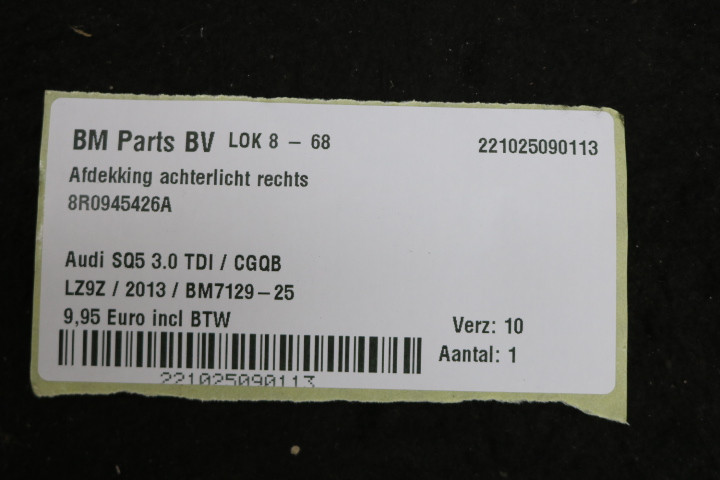 BM Parts BV LOK 8 - 68 221025090113
Afdekking achterlicht rechts
8R0945426A
Audi SQ5 3.0 TDI / CGQB
LZ9Z / 2013 / BM7129-25
9,95 Euro incl BTW
Verz: 10
Aantal: 1
221025090113